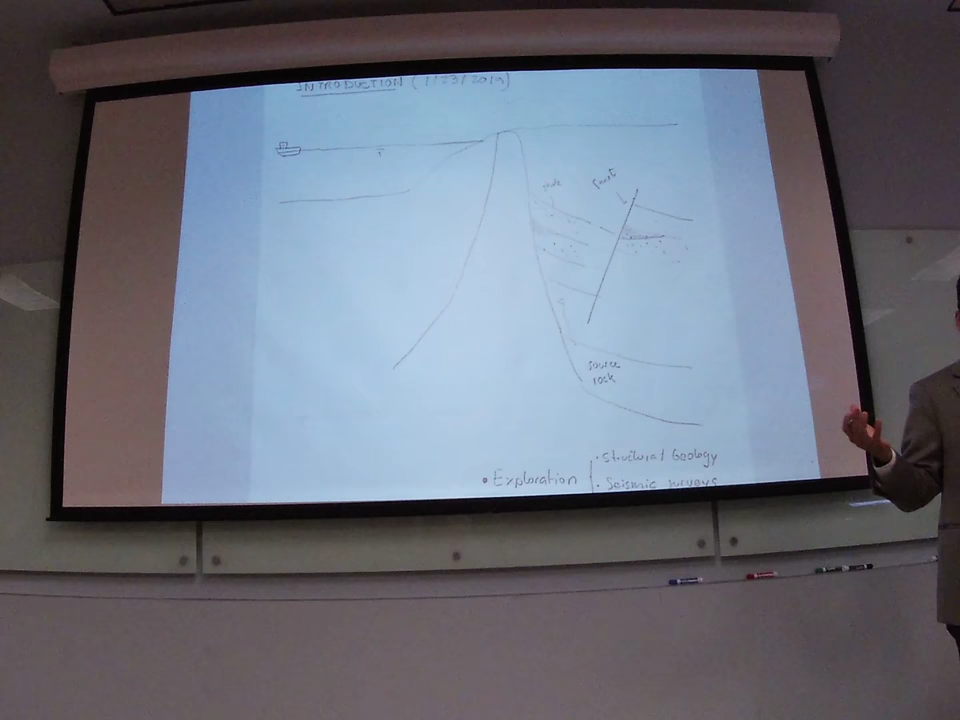 INTRODUCTION (1/23/2019)
fault
source
rock
• Exploration
• Structural Geology
• Seismic surveys